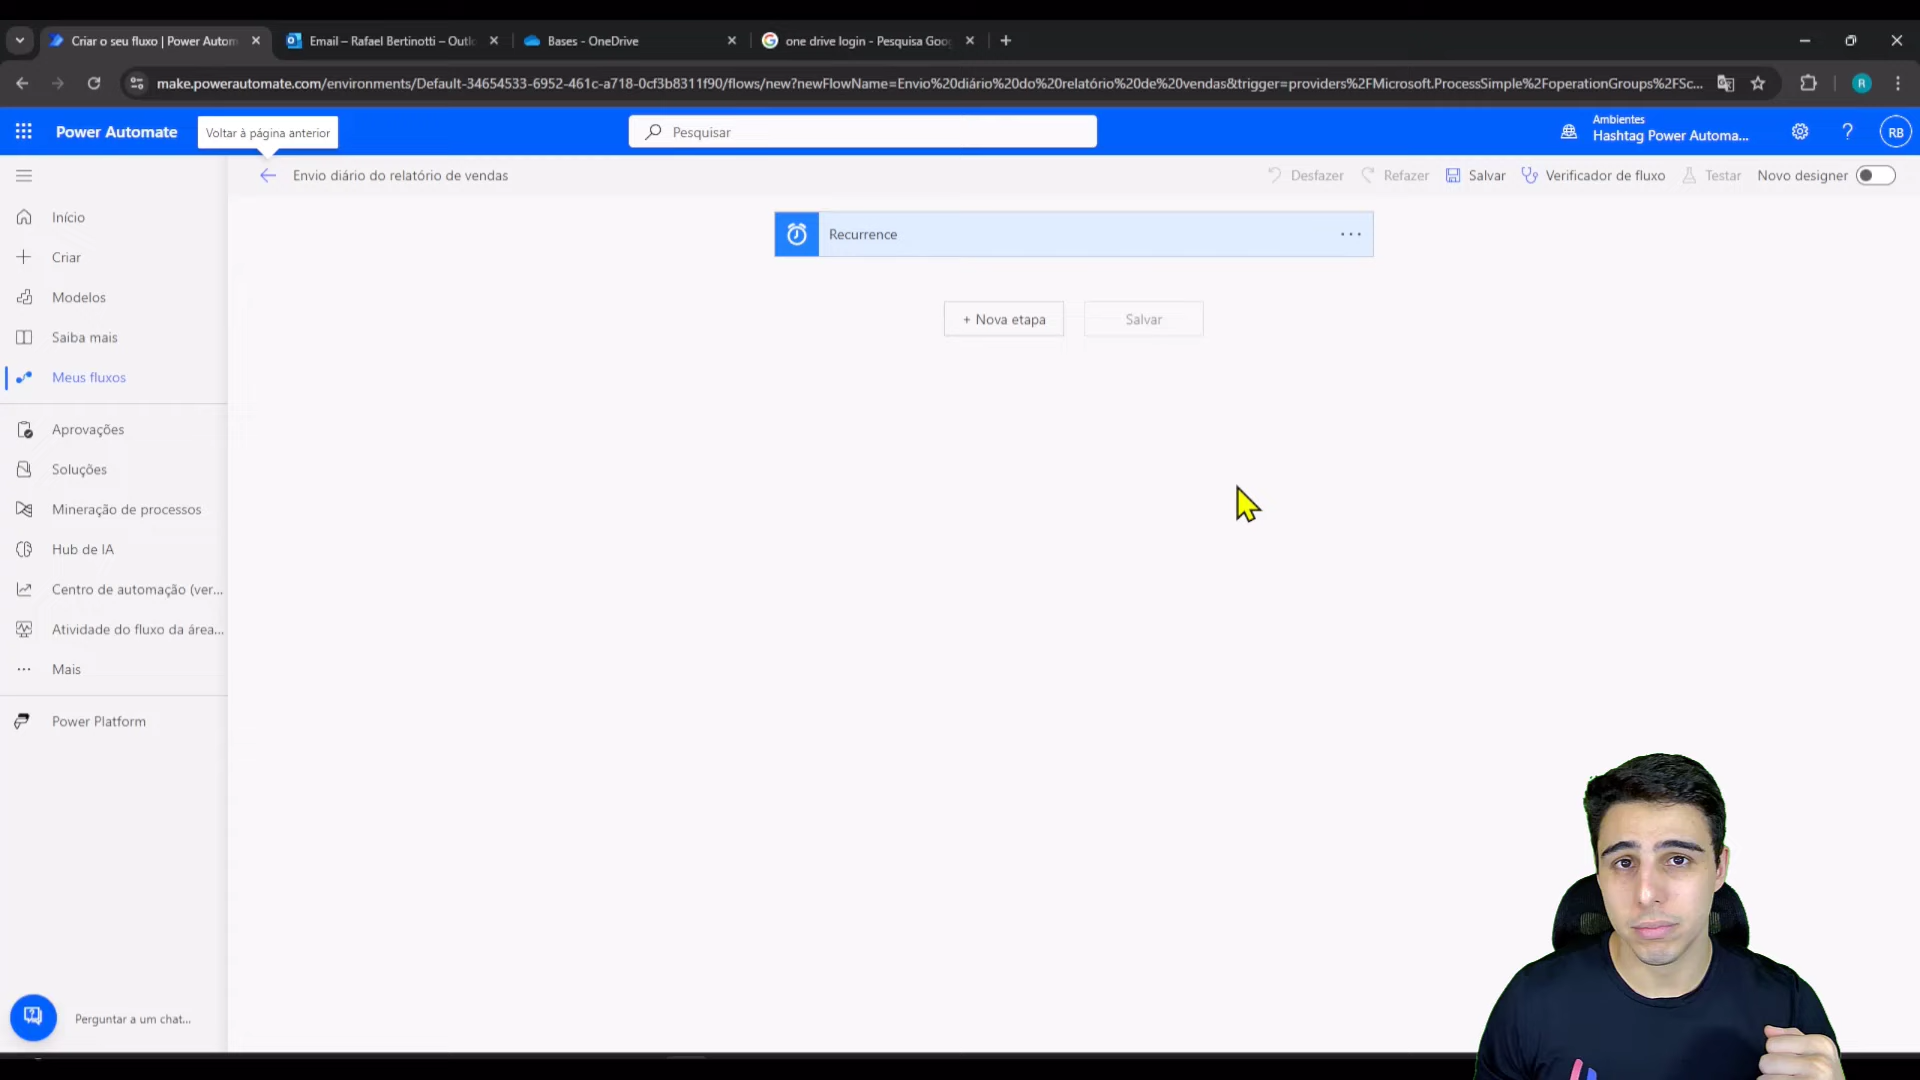 Criar o seu fluxo | Power Autom
Email – Rafael Bertinotti – Outlo
Bases - OneDrive
one drive login - Pesquisa Goo
make.powerautomate.com/environments/Default-34654533-6952-461c-a718-0cf3b8311f90/flows/new?newFlowName=Envio%20diário%20do%20relatório%20de%20vendas&trigger=providers%2FMicrosoft.ProcessSimple%2FoperationGroups%2FSc...
R
Power Automate
Voltar à página anterior
Pesquisar
Ambientes
Hashtag Power Automa...
?
RB
Envio diário do relatório de vendas
Desfazer
Refazer
Salvar
Verificador de fluxo
Testar
Novo designer
Início
Criar
Modelos
Saiba mais
Meus fluxos
Aprovações
Soluções
Mineração de processos
Hub de IA
Centro de automação (ver...
Atividade do fluxo da área...
Mais
Power Platform
Perguntar a um chat...
Recurrence
+ Nova etapa
Salvar